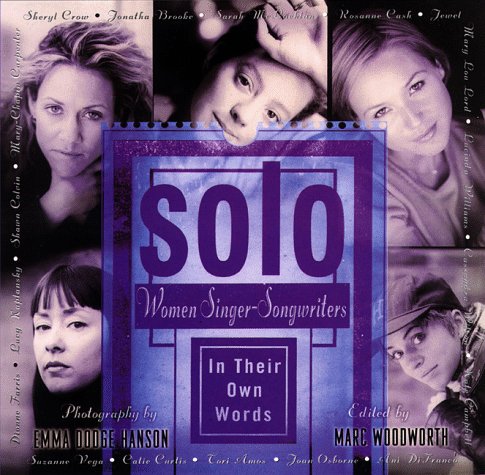 Sheryl Crow • Jonatha Brooke • Sarah McLachlan • Rosanne Cash • Jewel
Mary Lou Lord • Lucinda Williams •
Dionne Farris • Lucy Kaplansky • Shawn Colvin • Mary-Chapin Carpenter
solo
Women Singer-Songwriters
In Their
Own
Words
Photography by
EMMA DODGE HANSON
Edited by
MARC WOODWORTH
Suzanne Vega • Catie Curtis • Tori Amos • Joan Osborne • Ani DiFranco